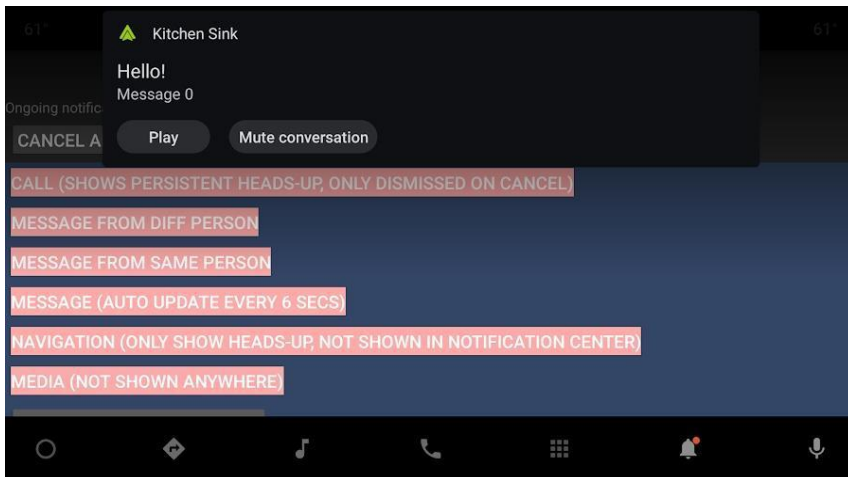 61°
61°
Kitchen Sink
Hello!
Message 0
Ongoing notific
CANCEL A
Play
Mute conversation
CALL (SHOWS PERSISTENT HEADS-UP, ONLY DISMISSED ON CANCEL)
MESSAGE FROM DIFF PERSON
MESSAGE FROM SAME PERSON
MESSAGE (AUTO UPDATE EVERY 6 SECS)
NAVIGATION (ONLY SHOW HEADS-UP, NOT SHOWN IN NOTIFICATION CENTER)
MEDIA (NOT SHOWN ANYWHERE)